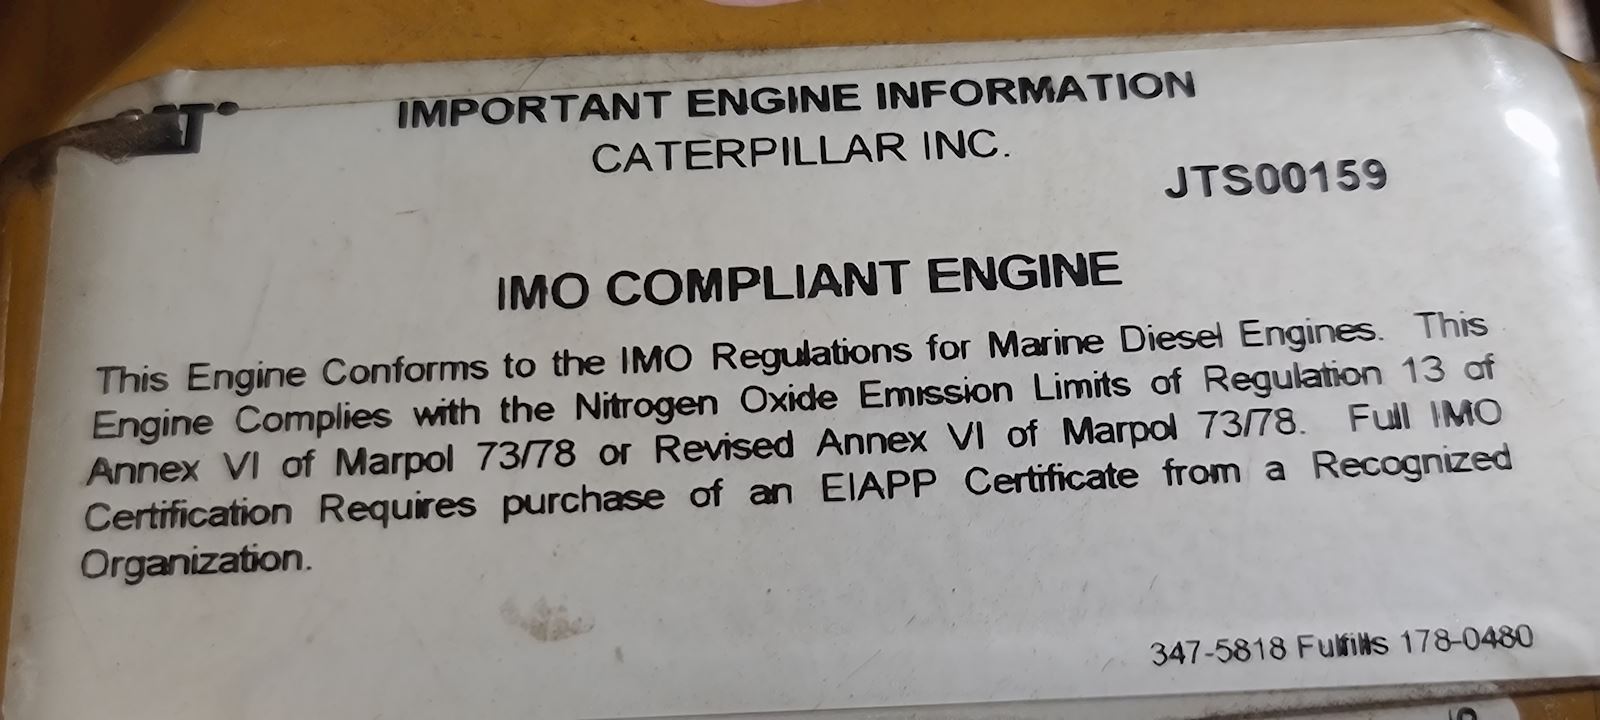 IMPORTANT ENGINE INFORMATION
CATERPILLAR INC.
JTS00159
IMO COMPLIANT ENGINE
This Engine Conforms to the IMO Regulations for Marine Diesel Engines. This
Engine Complies with the Nitrogen Oxide Emission Limits of Regulation 13 of
Annex VI of Marpol 73/78 or Revised Annex VI of Marpol 73/78. Full IMO
Certification Requires purchase of an EIAPP Certificate from a Recognized
Organization.
347-5818 Fulfills 178-0480